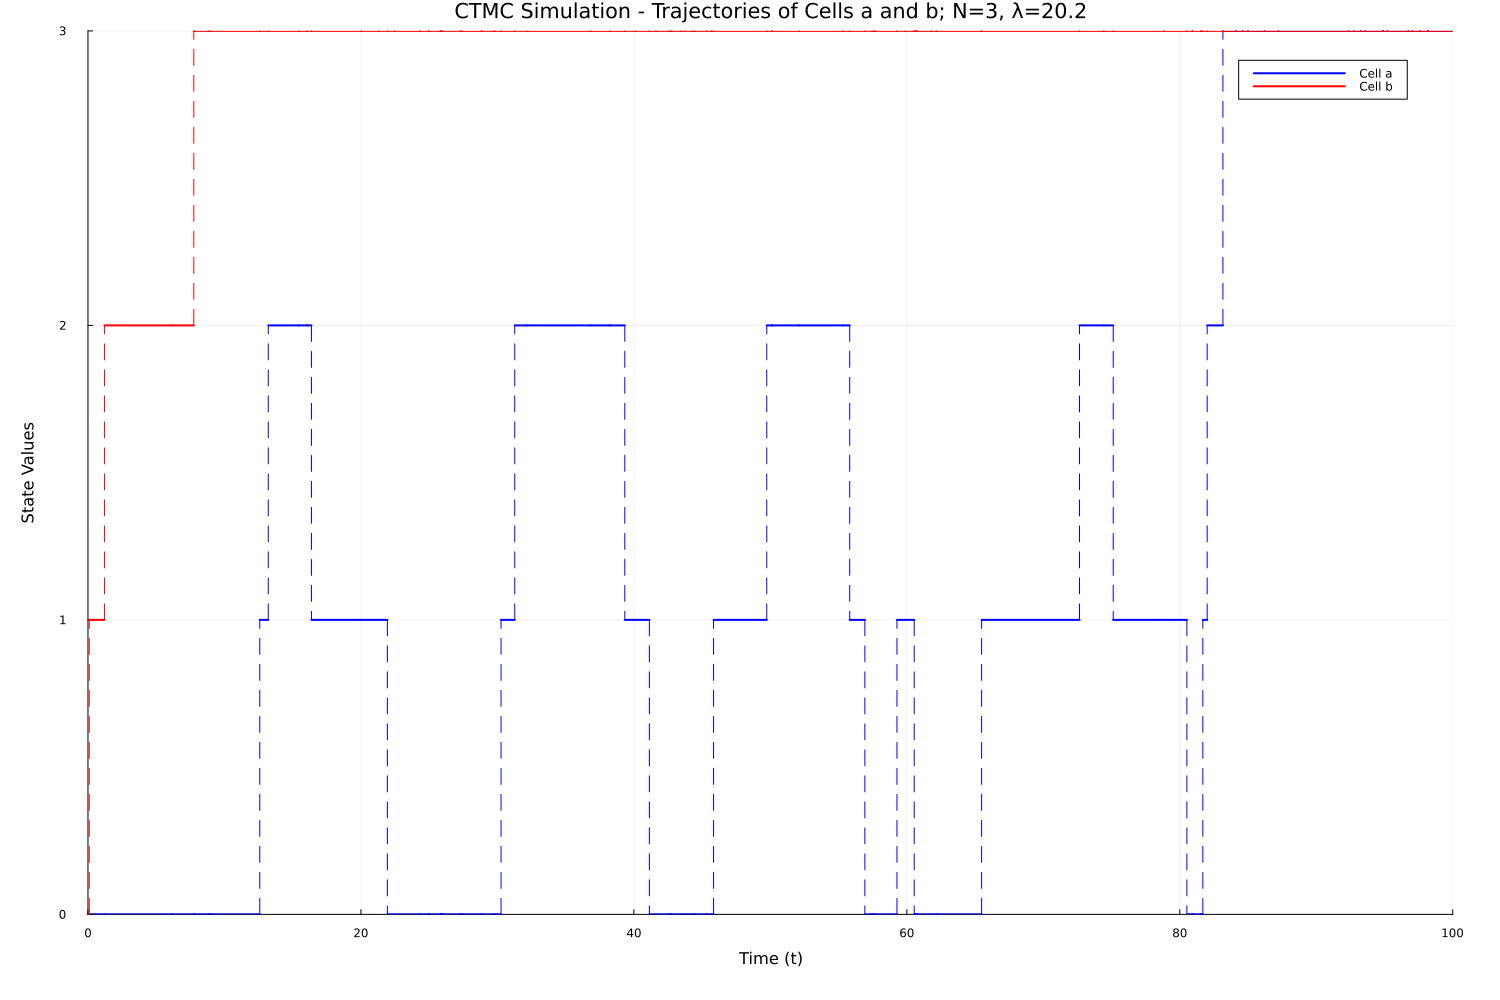 CTMC Simulation - Trajectories of Cells a and b; N=3, λ=20.2
3
Cell a
Cell b
2
State Values
1
0
0 20 40 60 80 100
Time (t)